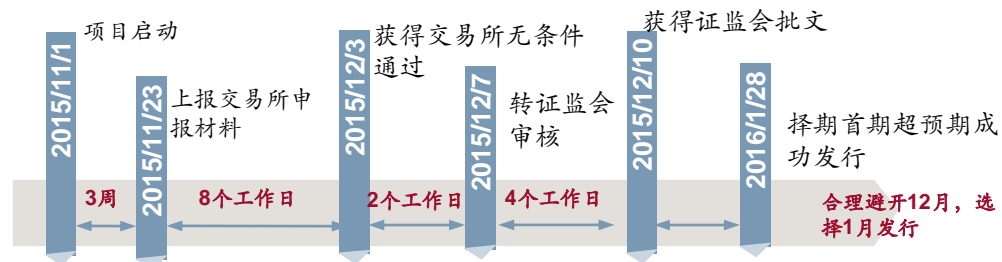 2015/11/1
项目启动
2015/11/23
上报交易所申
报材料
2015/12/3
获得交易所无条件
通过
2015/12/7
转证监会
审核
2015/12/10
获得证监会批文
2016/1/28
择期首期超预期成
功发行
3周
8个工作日
2个工作日
4个工作日
合理避开12月，选
择1月发行